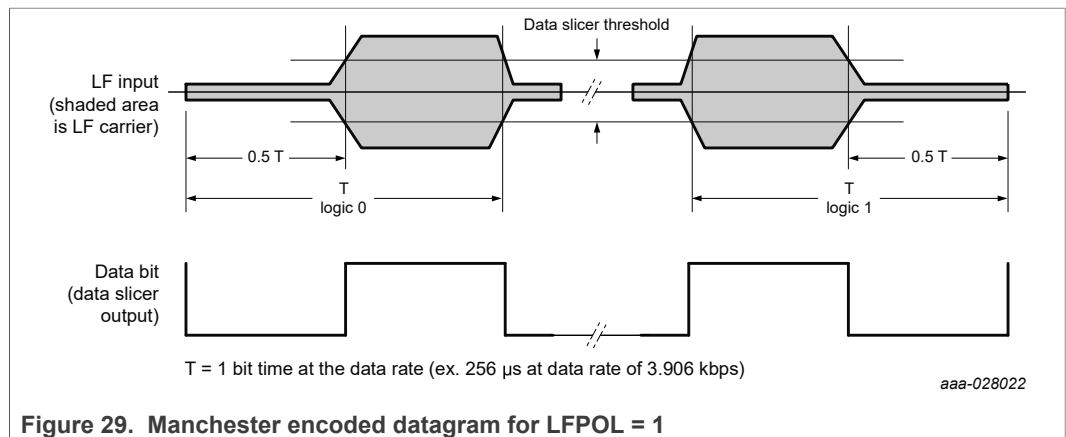 Data slicer threshold
LF input
(shaded area
is LF carrier)
0.5 T
0.5 T
T
logic 0
T
logic 1
Data bit
(data slicer
output)
T = 1 bit time at the data rate (ex. 256 µs at data rate of 3.906 kbps)
aaa-028022
Figure 29. Manchester encoded datagram for LFPOL = 1